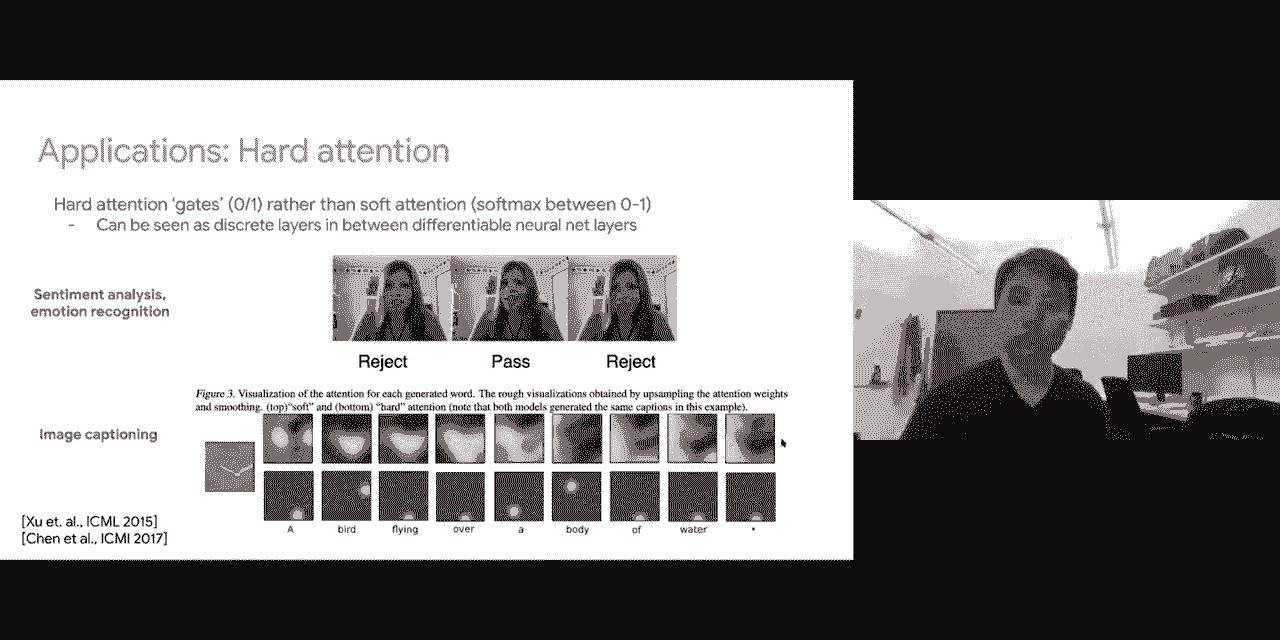 Applications: Hard attention
Hard attention ‘gates’ (0/1) rather than soft attention (softmax between 0-1)
- Can be seen as discrete layers in between differentiable neural net layers
Sentiment analysis,
emotion recognition
Reject Pass Reject
Figure 3. Visualization of the attention for each generated word. The rough visualizations obtained by upsampling the attention weights
and smoothing. (top)“soft” and (bottom) “hard” attention (note that both models generated the same captions in this example).
Image captioning
A bird flying over a body of water .
[Xu et. al., ICML 2015]
[Chen et al., ICMI 2017]